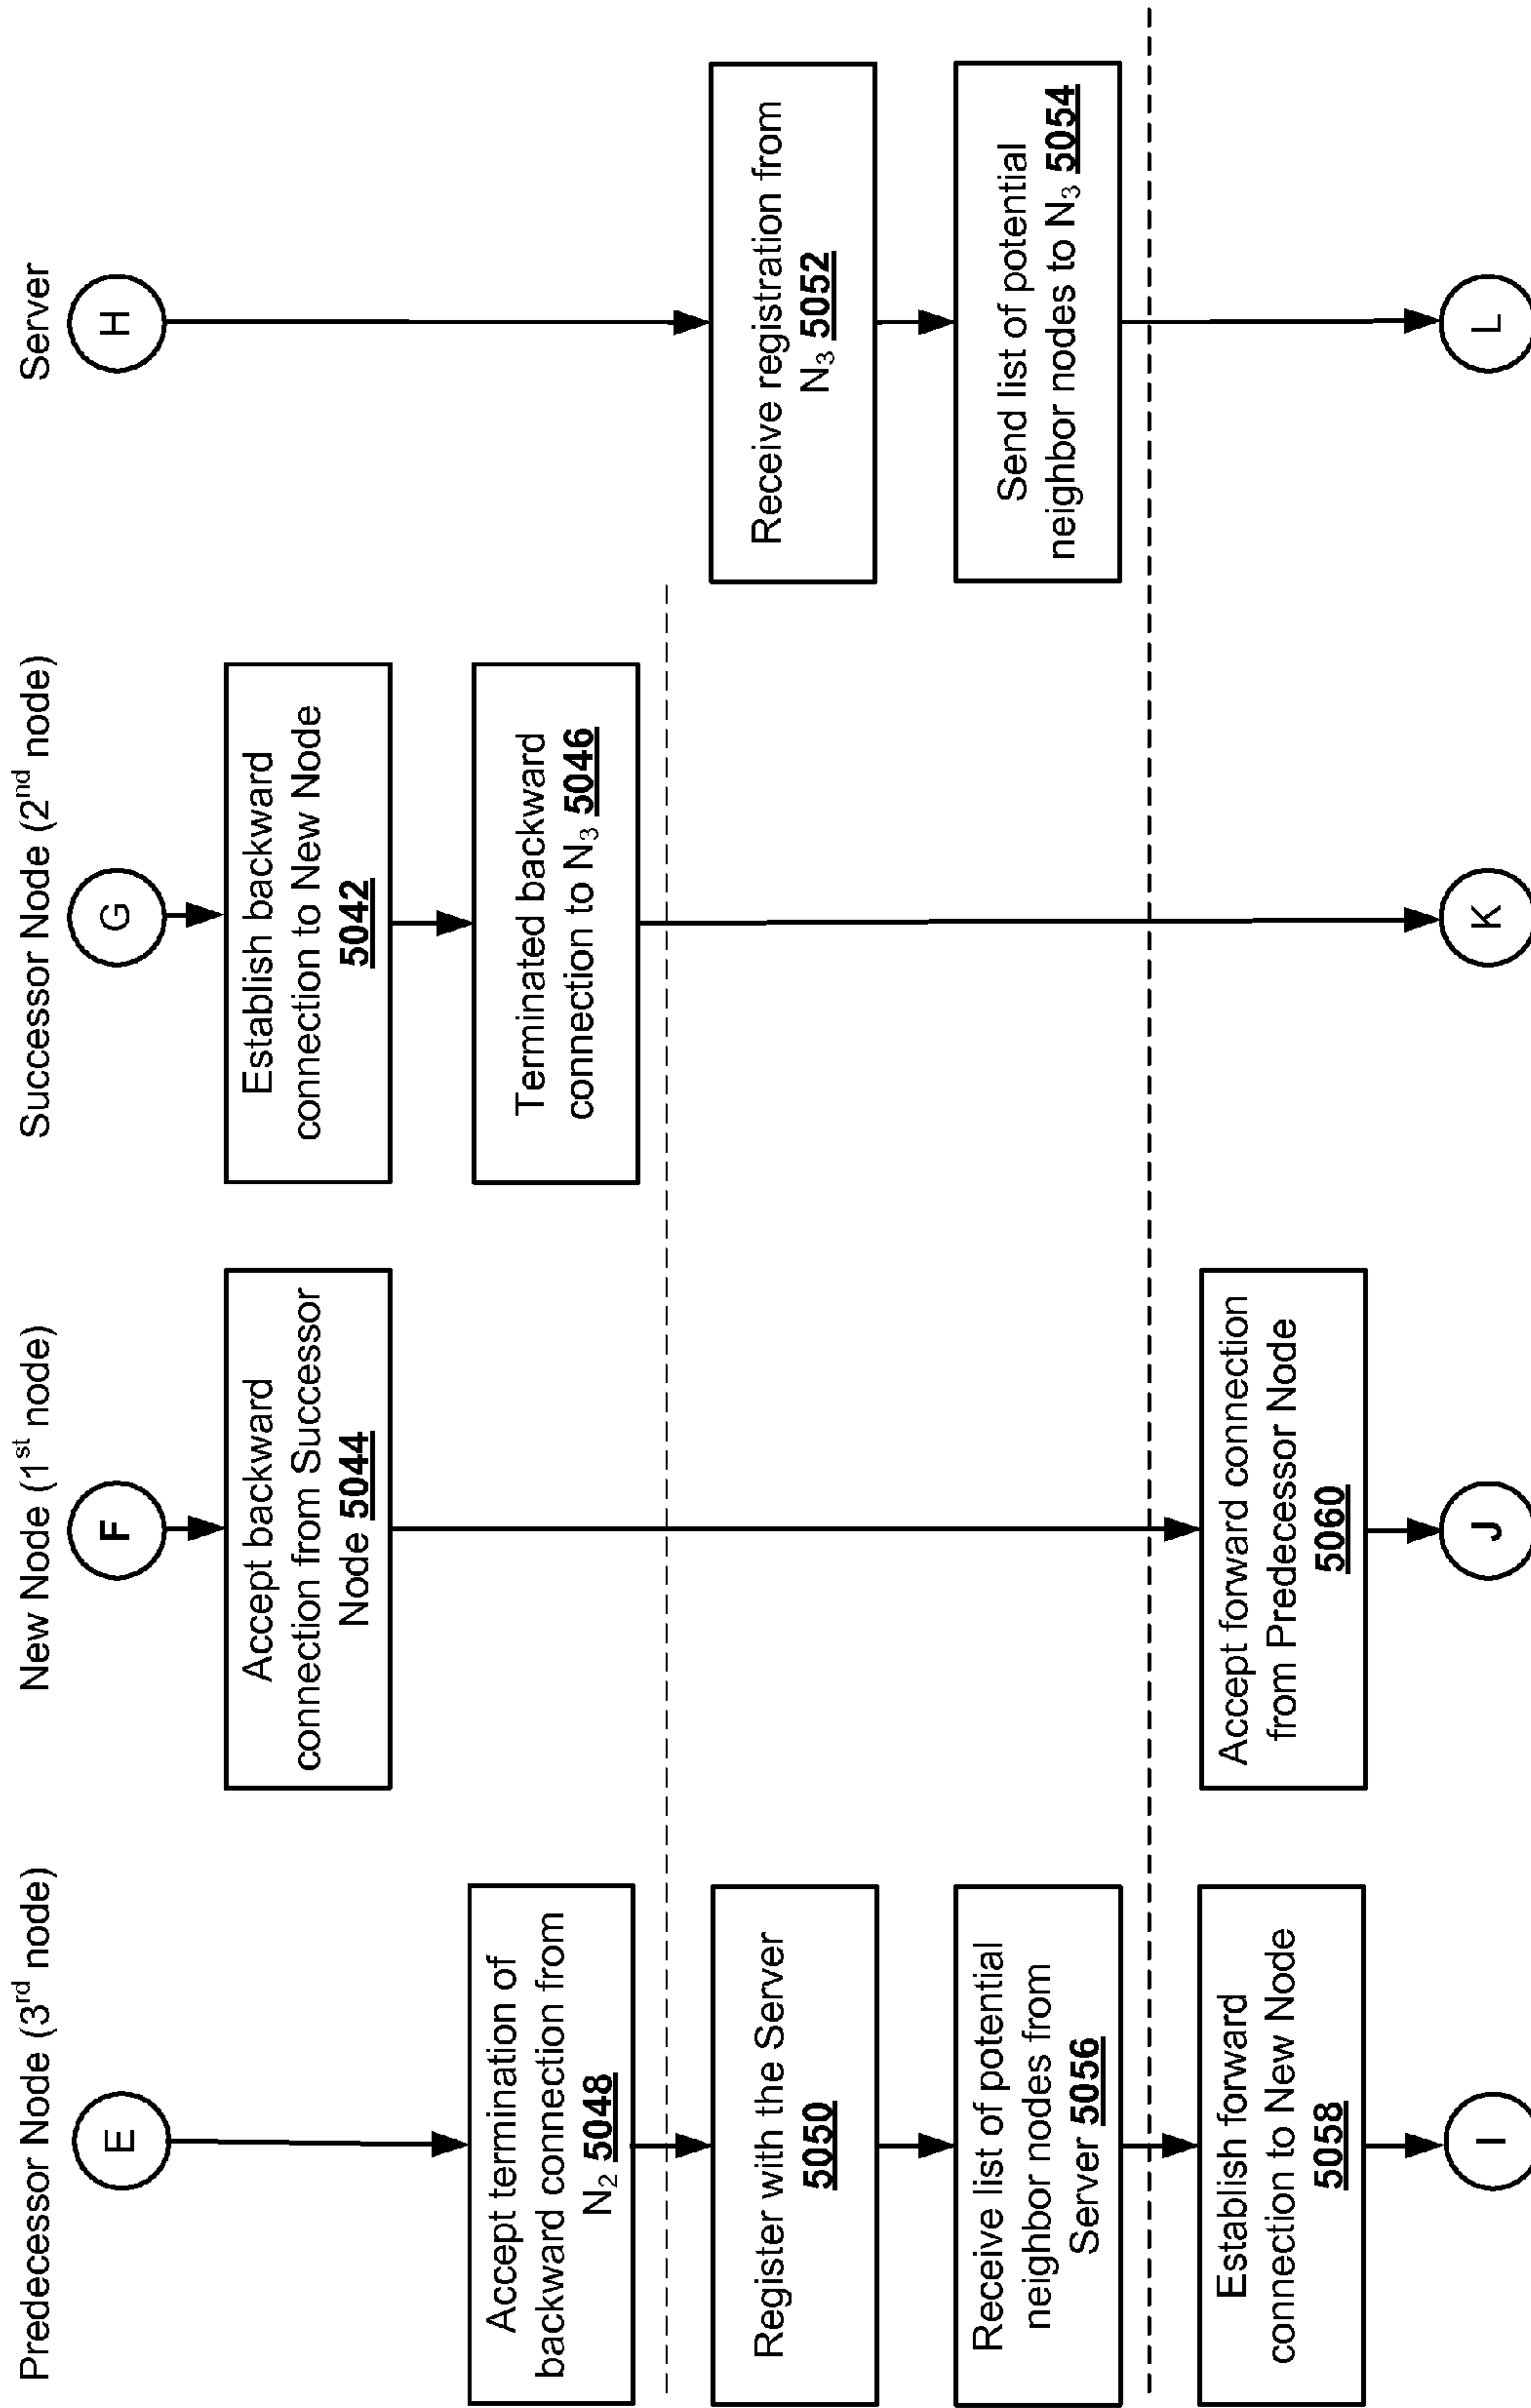 Predecessor Node (3rd node)
New Node (1st node)
Successor Node (2nd node)
Server
E
F
G
H
Accept backward
connection from Successor
Node 5044
Establish backward
connection to New Node
5042
Accept termination of
backward connection from
N₂ 5048
Terminated backward
connection to N₃ 5046
Register with the Server
5050
Receive registration from
N₃ 5052
Receive list of potential
neighbor nodes from
Server 5056
Send list of potential
neighbor nodes to N₃ 5054
Establish forward
connection to New Node
5058
Accept forward connection
from Predecessor Node
5060
I
J
K
L